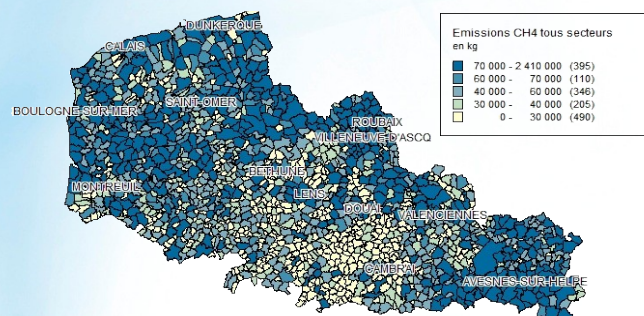 DUNKERQUE
CALAIS
BOULOGNE-SUR-MER
SAINT-OMER
ROUBAIX
VILLENEUVE-D'ASCQ
BETHUNE
MONTREUIL
LENS
DOUAI
VALENCIENNES
CAMBRAI
AVESNES-SUR-HELPE
Emissions CH4 tous secteurs
en kg
70 000 - 2 410 000 (395)
60 000 - 70 000 (110)
40 000 - 60 000 (346)
30 000 - 40 000 (205)
0 - 30 000 (490)